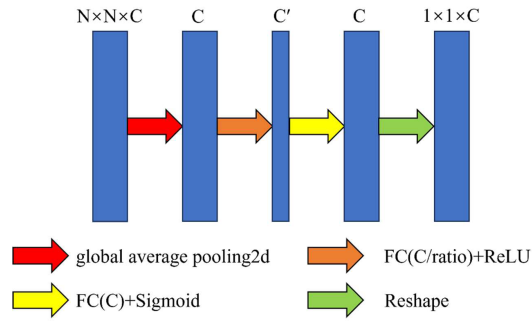 N×N×C C C′ C 1×1×C
global average pooling2d FC(C/ratio)+ReLU
FC(C)+Sigmoid Reshape